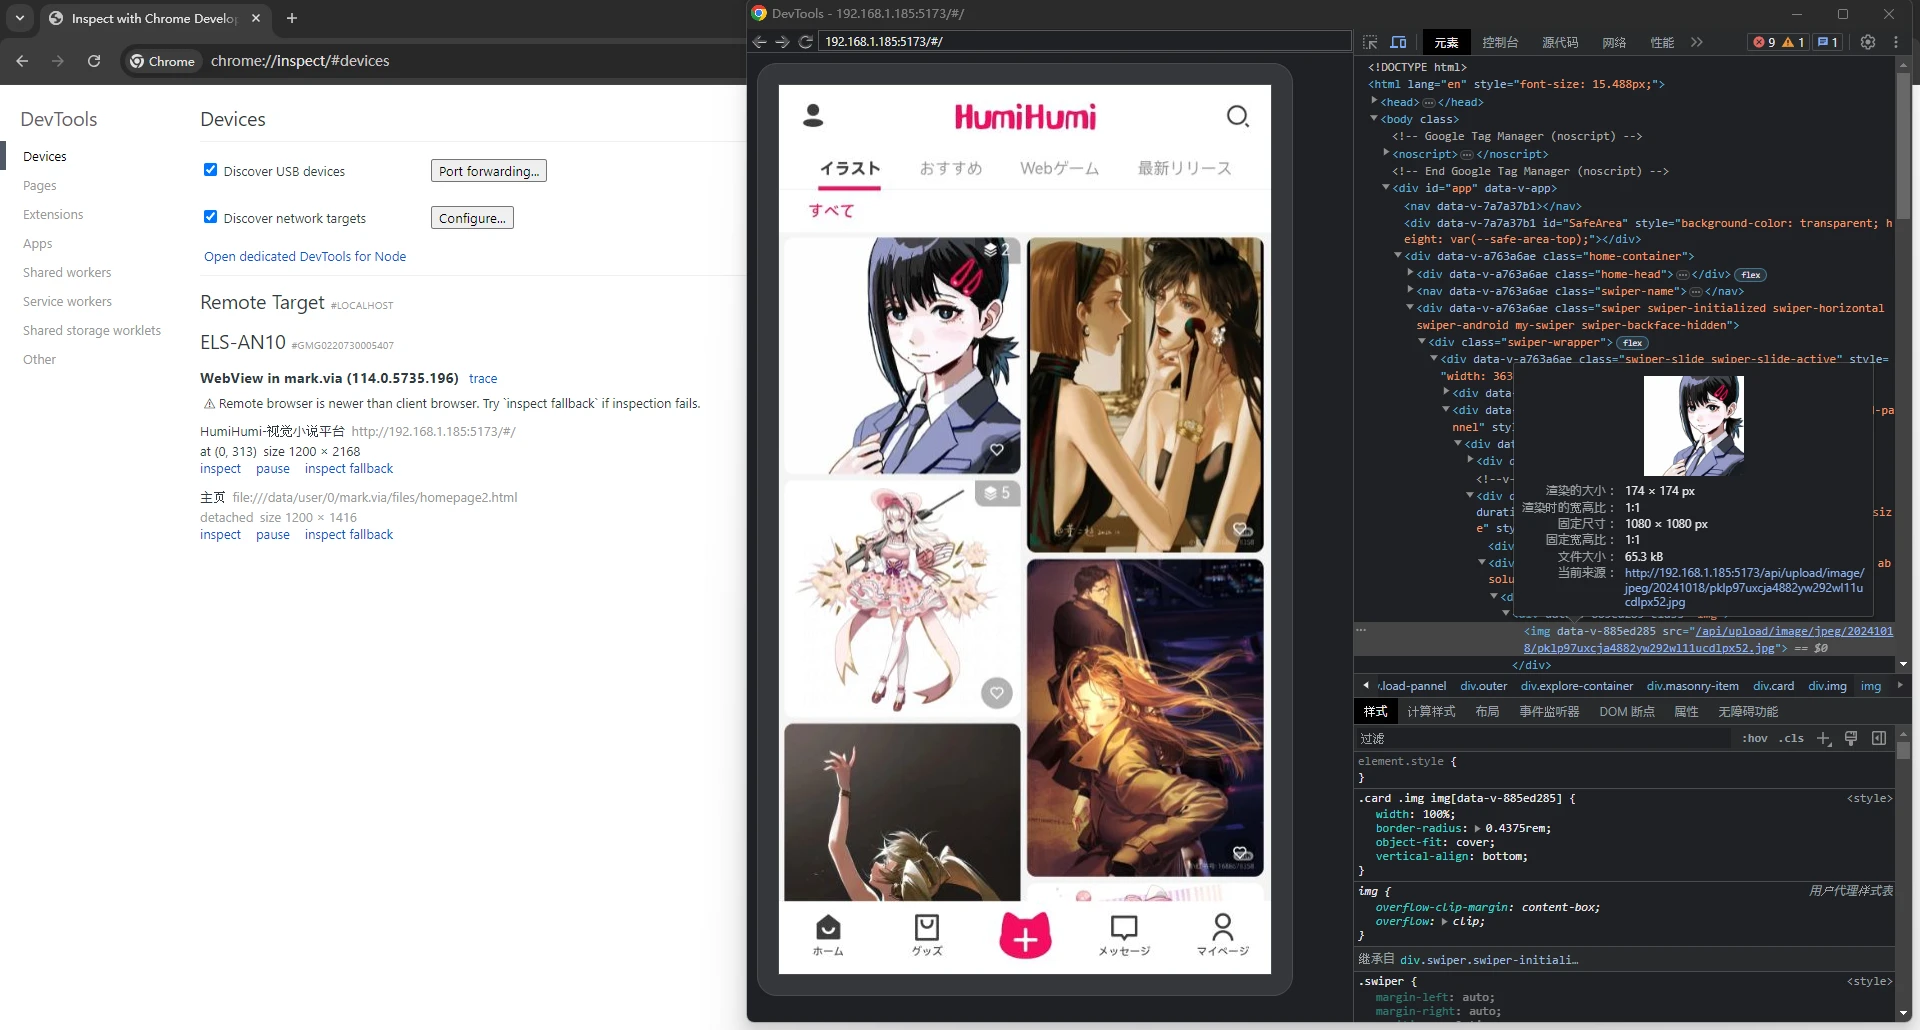 Inspect with Chrome Develop
Chrome
chrome://inspect/#devices
DevTools
Devices
Pages
Extensions
Apps
Shared workers
Service workers
Shared storage worklets
Other
Devices
Discover USB devices
Port forwarding...
Discover network targets
Configure...
Open dedicated DevTools for Node
Remote Target #LOCALHOST
ELS-AN10 #GMG0220730005407
WebView in mark.via (114.0.5735.196) trace
⚠ Remote browser is newer than client browser. Try `inspect fallback` if inspection fails.
HumiHumi-视觉小说平台 http://192.168.1.185:5173/#/
at (0, 313) size 1200 × 2168
inspect pause inspect fallback
主页 file:///data/user/0/mark.via/files/homepage2.html
detached size 1200 × 1416
inspect pause inspect fallback
DevTools - 192.168.1.185:5173/#/
192.168.1.185:5173/#/
HumiHumi
イラスト おすすめ Webゲーム 最新リリース
すべて
2
5
ホーム グッズ メッセージ マイページ
元素 控制台 源代码 网络 性能 9 1 1
<!DOCTYPE html>
<html lang="en" style="font-size: 15.488px;">
<head> </head>
<body class>
<!-- Google Tag Manager (noscript) -->
<noscript> </noscript>
<!-- End Google Tag Manager (noscript) -->
<div id="app" data-v-app>
<nav data-v-7a7a37b1></nav>
<div data-v-7a7a37b1 id="SafeArea" style="background-color: transparent; h
eight: var(--safe-area-top);"></div>
<div data-v-a763a6ae class="home-container">
<div data-v-a763a6ae class="home-head"> </div> flex
<nav data-v-a763a6ae class="swiper-name"> </nav>
<div data-v-a763a6ae class="swiper swiper-initialized swiper-horizontal
swiper-android my-swiper swiper-backface-hidden">
<div class="swiper-wrapper"> flex
<div data-v-a763a6ae class="swiper-slide swiper-slide-active" style=
"width: 363
<div data-
<div data- d-pa
nnel" sty
<div dat
<div c
<!--v-
<div c
durati siz
e" sty
<div
<div ab
solu
<d
渲染的大小： 174 × 174 px
渲染时的宽高比： 1:1
固定尺寸： 1080 × 1080 px
固定宽高比： 1:1
文件大小： 65.3 kB
当前来源： http://192.168.1.185:5173/api/upload/image/
jpeg/20241018/pklp97uxcja4882yw292wl11u
cdlpx52.jpg
<img data-v-885ed285 src="/api/upload/image/jpeg/2024101
8/pklp97uxcja4882yw292wl11ucdlpx52.jpg"> == $0
</div>
.load-pannel div.outer div.explore-container div.masonry-item div.card div.img img
样式 计算样式 布局 事件监听器 DOM 断点 属性 无障碍功能
过滤 :hov .cls
element.style {
}
.card .img img[data-v-885ed285] { <style>
width: 100%;
border-radius: 0.4375rem;
object-fit: cover;
vertical-align: bottom;
}
img { 用户代理样式表
overflow-clip-margin: content-box;
overflow: clip;
}
继承自 div.swiper.swiper-initiali…
.swiper { <style>
margin-left: auto;
margin-right: auto;